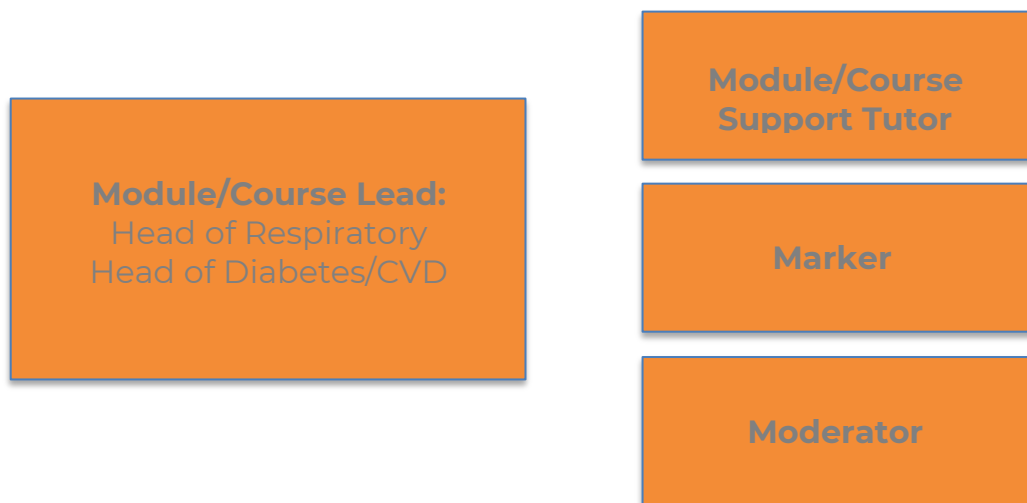 Module/Course Lead:
Head of Respiratory
Head of Diabetes/CVD
Module/Course
Support Tutor
Marker
Moderator